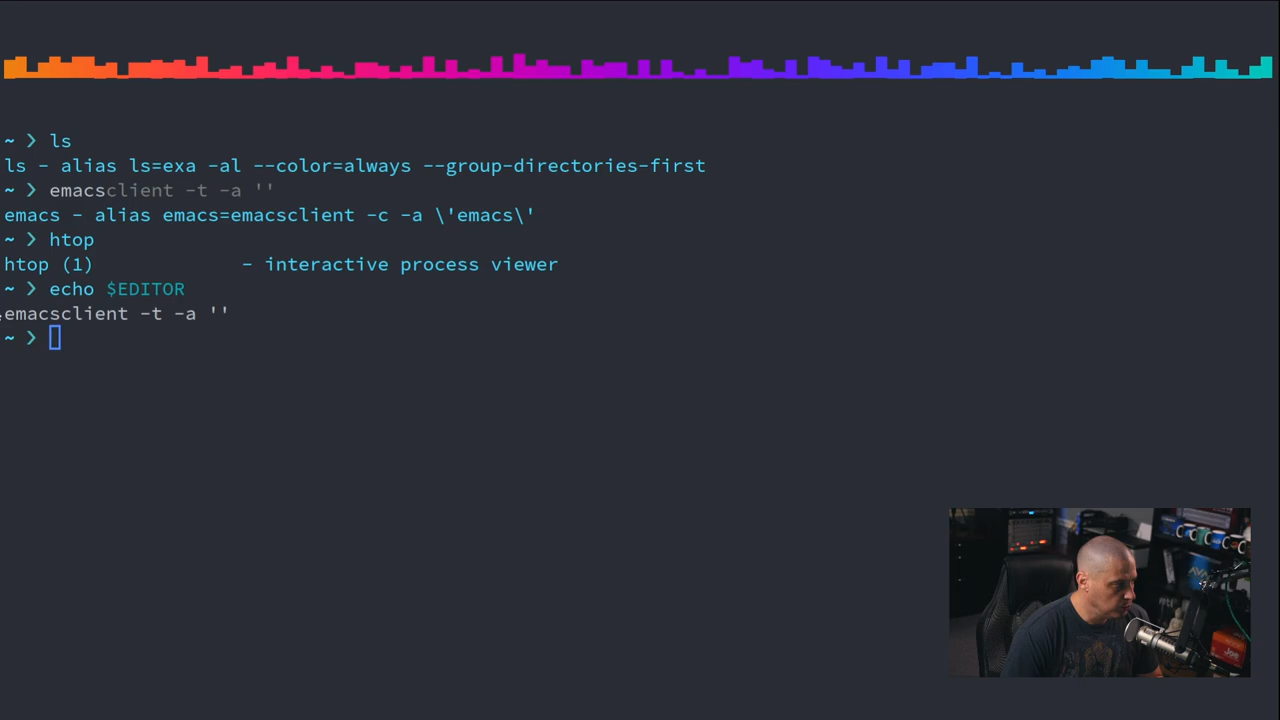 ~ ❯ ls
ls - alias ls=exa -al --color=always --group-directories-first
~ ❯ emacsclient -t -a ''
emacs - alias emacs=emacsclient -c -a \'emacs\'
~ ❯ htop
htop (1)             - interactive process viewer
~ ❯ echo $EDITOR
emacsclient -t -a ''
~ ❯